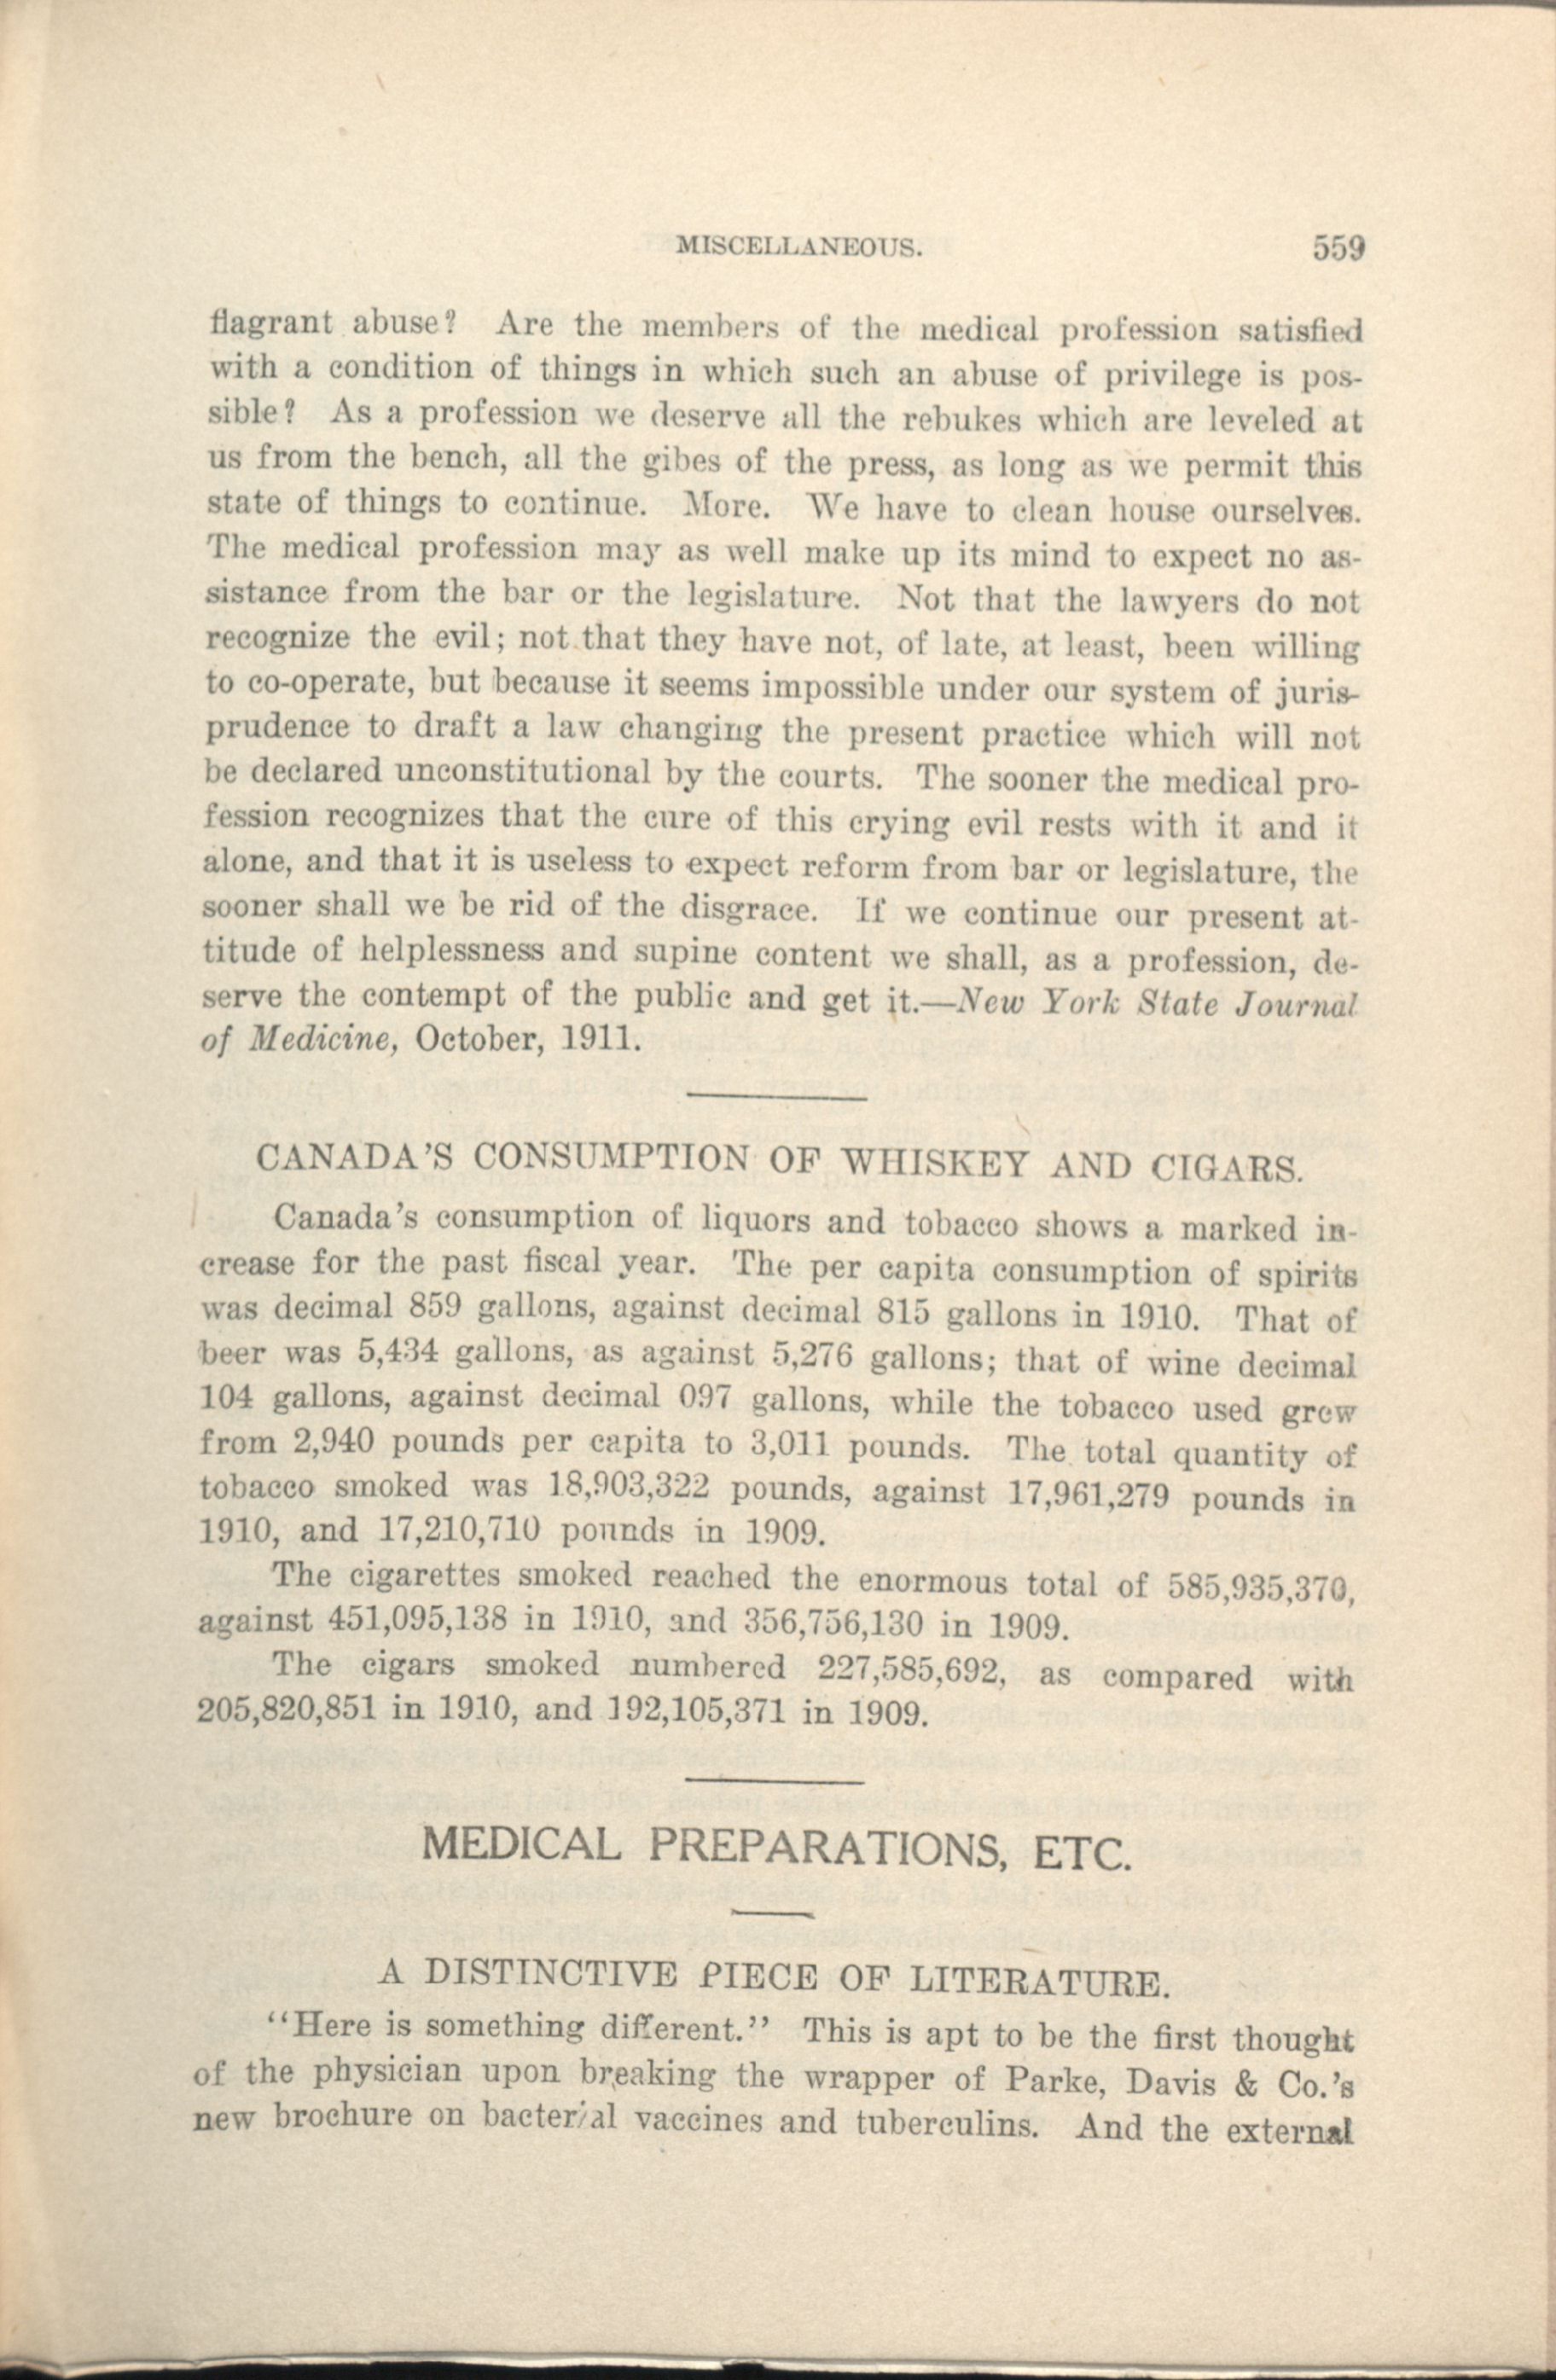 MISCELLANEOUS. 559
flagrant abuse? Are the members of the medical profession satisfied
with a condition of things in which such an abuse of privilege is pos-
sible? As a profession we deserve all the rebukes which are leveled at
us from the bench, all the gibes of the press, as long as we permit this
state of things to continue. More. We have to clean house ourselves.
The medical profession may as well make up its mind to expect no as-
sistance from the bar or the legislature. Not that the lawyers do not
recognize the evil; not that they have not, of late, at least, been willing
to co-operate, but because it seems impossible under our system of juris-
prudence to draft a law changing the present practice which will not
be declared unconstitutional by the courts. The sooner the medical pro-
fession recognizes that the cure of this crying evil rests with it and it
alone, and that it is useless to expect reform from bar or legislature, the
sooner shall we be rid of the disgrace. If we continue our present at-
titude of helplessness and supine content we shall, as a profession, de-
serve the contempt of the public and get it.—New York State Journal
of Medicine, October, 1911.
CANADA'S CONSUMPTION OF WHISKEY AND CIGARS.
Canada's consumption of liquors and tobacco shows a marked in-
crease for the past fiscal year. The per capita consumption of spirits
was decimal 859 gallons, against decimal 815 gallons in 1910. That of
beer was 5,434 gallons, as against 5,276 gallons; that of wine decimal
104 gallons, against decimal 097 gallons, while the tobacco used grew
from 2,940 pounds per capita to 3,011 pounds. The total quantity of
tobacco smoked was 18,903,322 pounds, against 17,961,279 pounds in
1910, and 17,210,710 pounds in 1909.
The cigarettes smoked reached the enormous total of 585,935,370,
against 451,095,138 in 1910, and 356,756,130 in 1909.
The cigars smoked numbered 227,585,692, as compared with
205,820,851 in 1910, and 192,105,371 in 1909.
MEDICAL PREPARATIONS, ETC.
A DISTINCTIVE PIECE OF LITERATURE.
"Here is something different." This is apt to be the first thought
of the physician upon breaking the wrapper of Parke, Davis & Co.'s
new brochure on bacterial vaccines and tuberculins. And the external